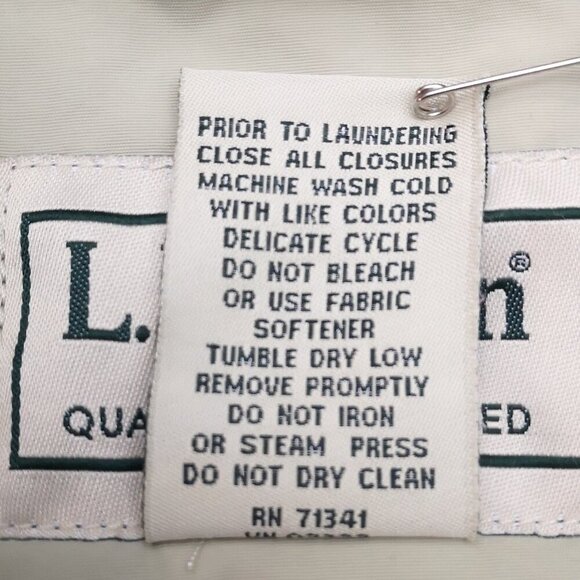 PRIOR TO LAUNDERING
CLOSE ALL CLOSURES
MACHINE WASH COLD
WITH LIKE COLORS
DELICATE CYCLE
DO NOT BLEACH
OR USE FABRIC
SOFTENER
TUMBLE DRY LOW
REMOVE PROMPTLY
DO NOT IRON
OR STEAM PRESS
DO NOT DRY CLEAN
RN 71341